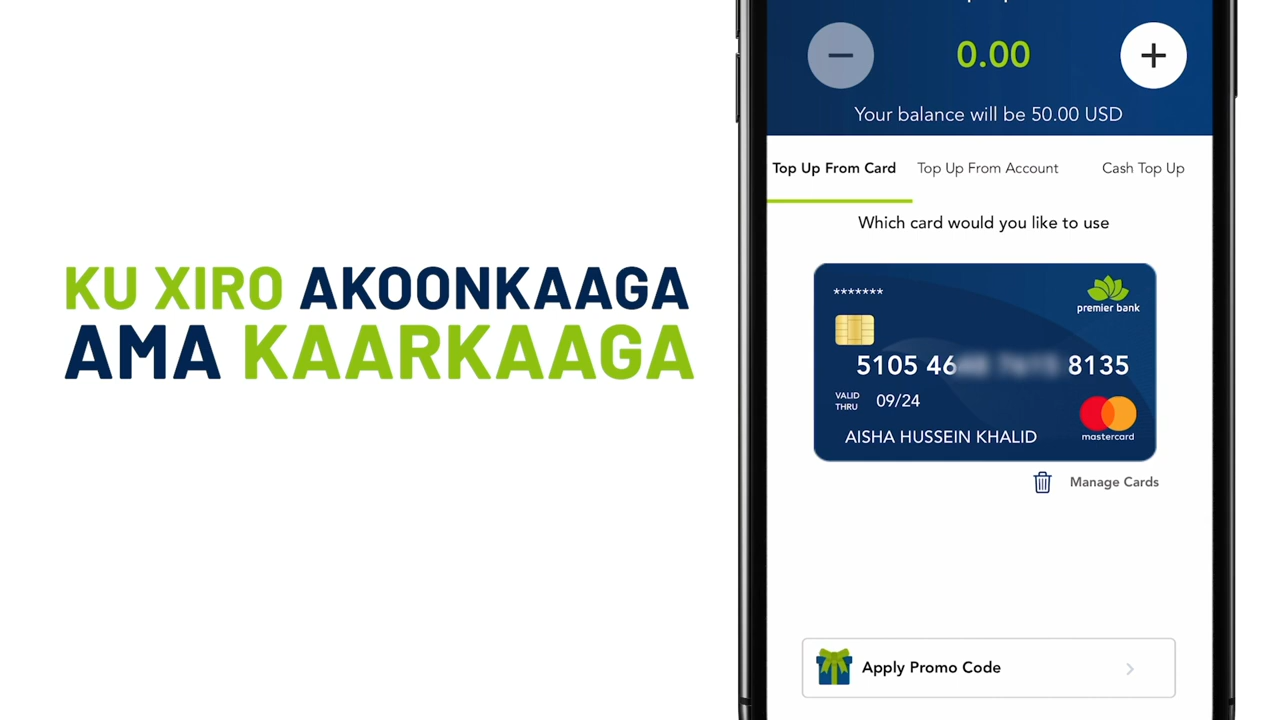 KU XIRO AKOONKAAGA
AMA KAARKAAGA
0.00
Your balance will be 50.00 USD
Top Up From Card
Top Up From Account
Cash Top Up
Which card would you like to use
*******
premier bank
5105 46 8135
VALID
THRU
09/24
AISHA HUSSEIN KHALID
mastercard
Manage Cards
Apply Promo Code